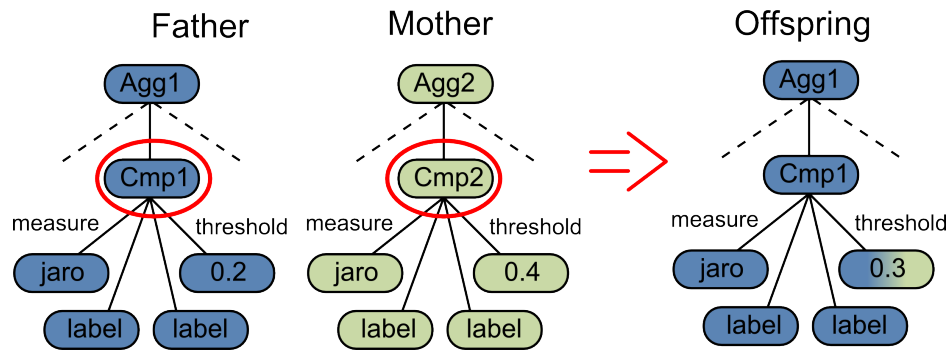 Father
Mother
Offspring
Agg1
Agg2
Agg1
Cmp1
Cmp2
Cmp1
measure
threshold
measure
threshold
measure
threshold
jaro
0.2
jaro
0.4
jaro
0.3
label
label
label
label
label
label